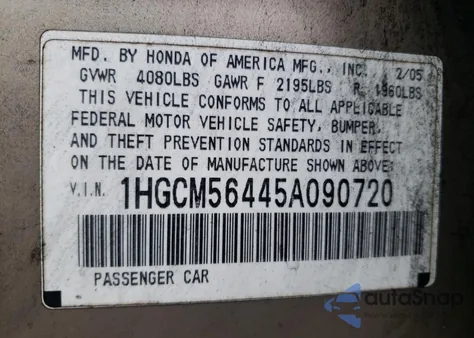 MFD. BY HONDA OF AMERICA MFG., INC. 2/05
GVWR 4080LBS GAWR F 2195LBS R 1960LBS
THIS VEHICLE CONFORMS TO ALL APPLICABLE
FEDERAL MOTOR VEHICLE SAFETY, BUMPER,
AND THEFT PREVENTION STANDARDS IN EFFECT
ON THE DATE OF MANUFACTURE SHOWN ABOVE.
V.I.N. 1HGCM56445A090720
PASSENGER CAR
autoSnap